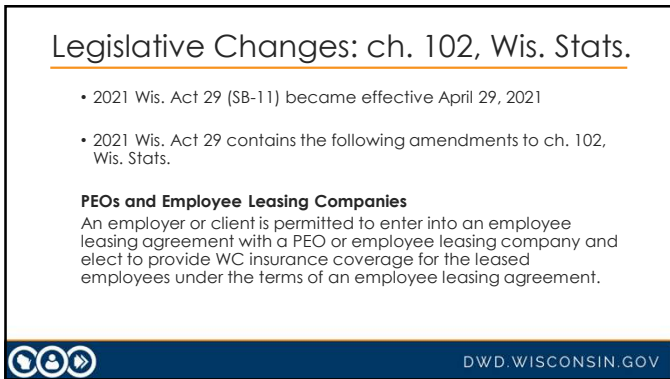 Legislative Changes: ch. 102, Wis. Stats.
• 2021 Wis. Act 29 (SB-11) became effective April 29, 2021
• 2021 Wis. Act 29 contains the following amendments to ch. 102,
Wis. Stats.
PEOs and Employee Leasing Companies
An employer or client is permitted to enter into an employee
leasing agreement with a PEO or employee leasing company and
elect to provide WC insurance coverage for the leased
employees under the terms of an employee leasing agreement.
DWD.WISCONSIN.GOV